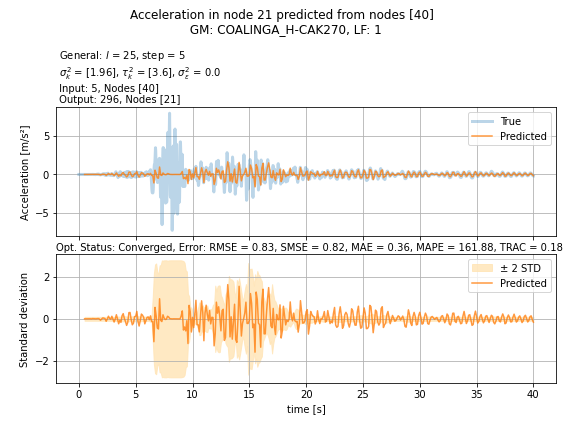 Acceleration in node 21 predicted from nodes [40]
GM: COALINGA_H-CAK270, LF: 1
General: l = 25, step = 5
σ²ₖ = [1.96], τ²ₖ = [3.6], σ²ε = 0.0
Input: 5, Nodes [40]
Output: 296, Nodes [21]
Acceleration [m/s²]
5
0
−5
True
Predicted
Opt. Status: Converged, Error: RMSE = 0.83, SMSE = 0.82, MAE = 0.36, MAPE = 161.88, TRAC = 0.18
Standard deviation
2
0
−2
± 2 STD
Predicted
0 5 10 15 20 25 30 35 40
time [s]